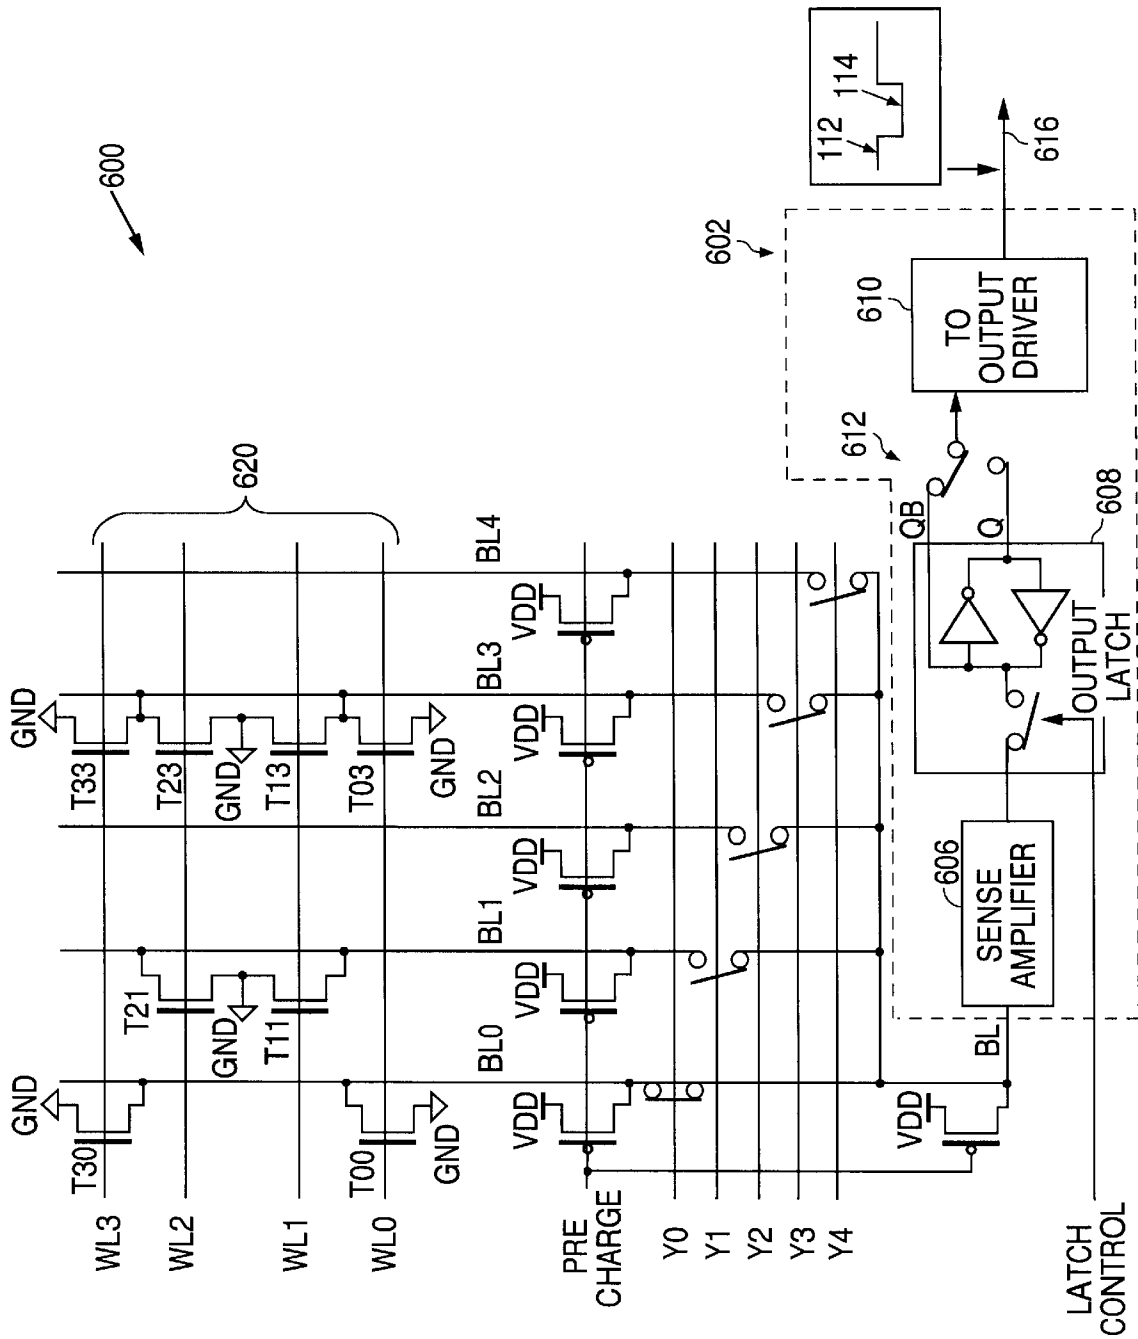 600
620
GND
GND
T33
T23
GND
T13
T03
GND
T21
GND
T11
T30
T00
GND
WL3
WL2
WL1
WL0
BL0
BL1
BL2
BL3
BL4
VDD
VDD
VDD
VDD
VDD
PRE
CHARGE
Y0
Y1
Y2
Y3
Y4
VDD
BL
LATCH
CONTROL
606
SENSE
AMPLIFIER
OUTPUT
LATCH
608
QB
Q
612
610
TO
OUTPUT
DRIVER
602
616
112
114